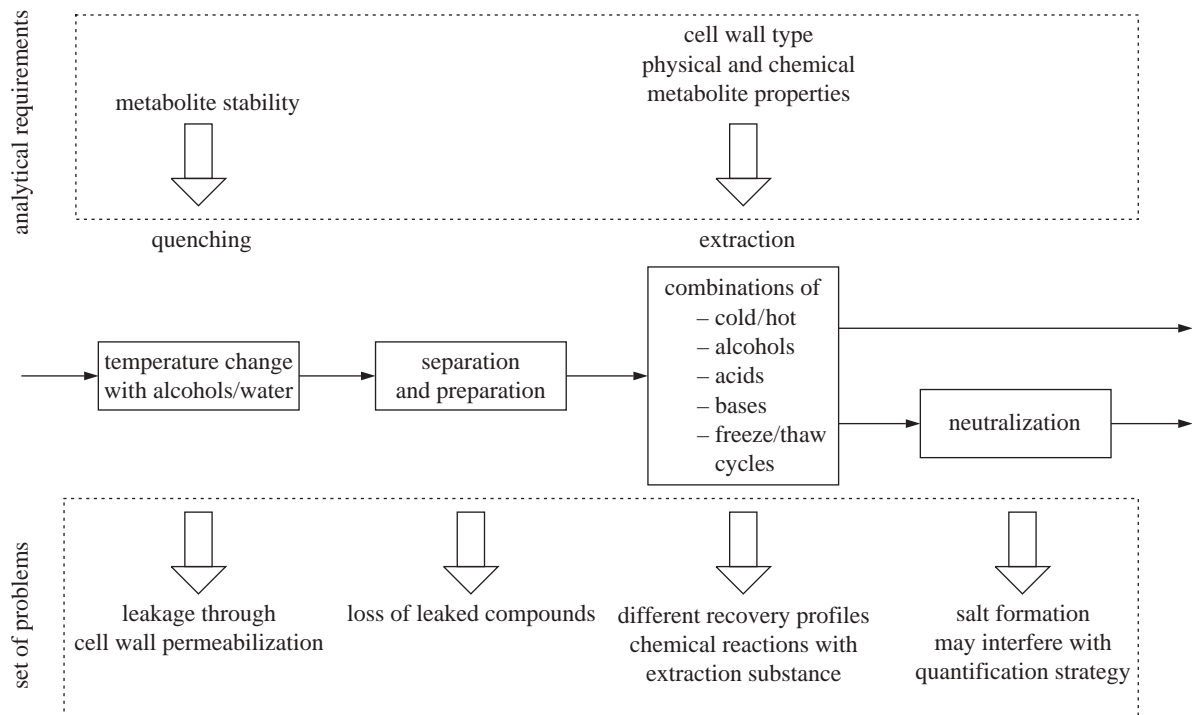 analytical requirements
metabolite stability
cell wall type
physical and chemical
metabolite properties
quenching
extraction
temperature change
with alcohols/water
separation
and preparation
combinations of
– cold/hot
– alcohols
– acids
– bases
– freeze/thaw
cycles
neutralization
set of problems
leakage through
cell wall permeabilization
loss of leaked compounds
different recovery profiles
chemical reactions with
extraction substance
salt formation
may interfere with
quantification strategy